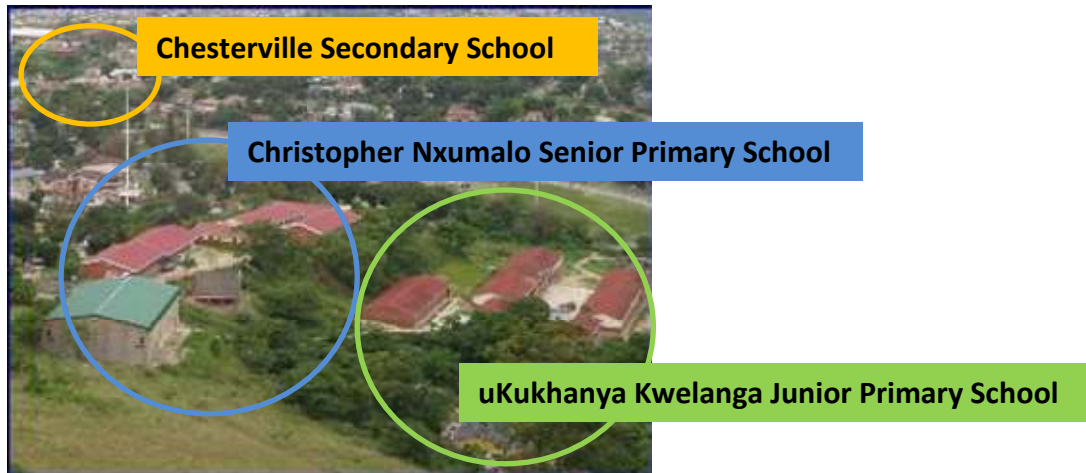 Chesterville Secondary School
Christopher Nxumalo Senior Primary School
uKukhanya Kwelanga Junior Primary School